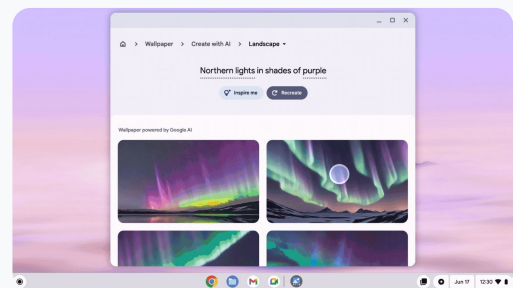 Wallpaper > Create with AI > Landscape
Northern lights in shades of purple
Inspire me Recreate
Wallpaper powered by Google AI
Jun 17 12:30